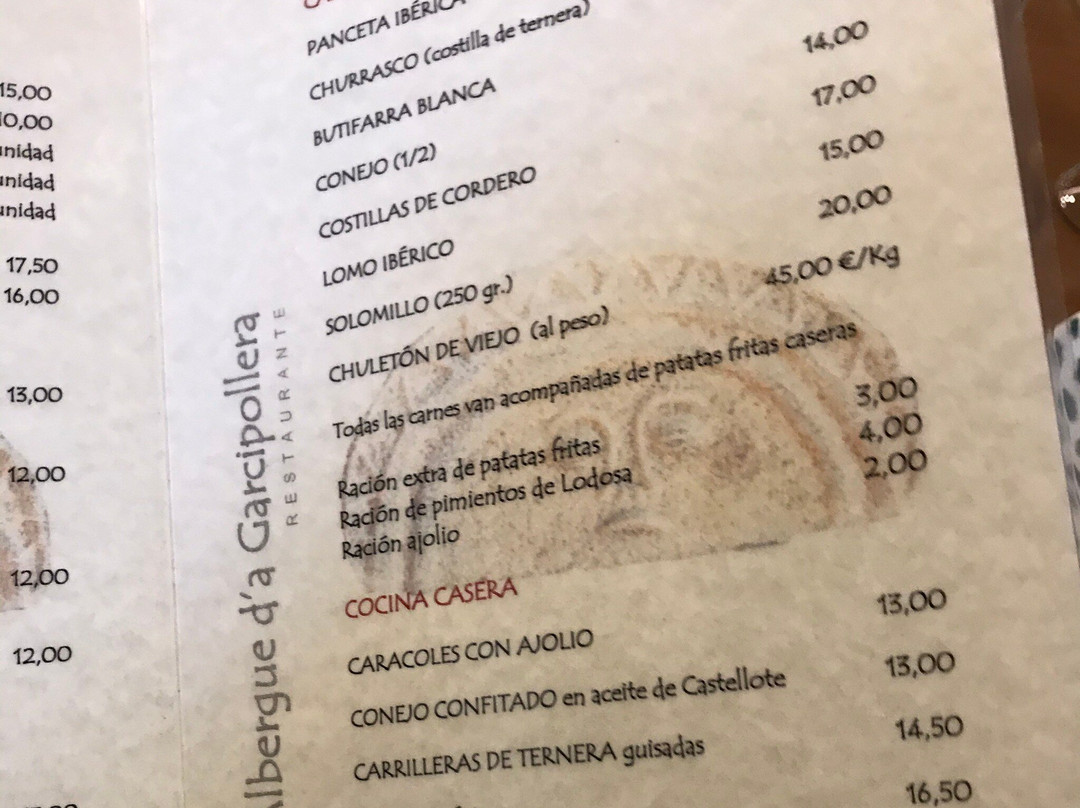 15,00
10,00
unidad
unidad
unidad
17,50
16,00
13,00
12,00
12,00
12,00
Albergue d'a Garcipollera
RESTAURANTE
PANCETA IBÉRICA
CHURRASCO (costilla de ternera)
BUTIFARRA BLANCA
CONEJO (1/2) 14,00
COSTILLAS DE CORDERO 17,00
LOMO IBÉRICO 15,00
SOLOMILLO (250 gr.) 20,00
CHULETÓN DE VIEJO (al peso) 45,00 €/Kg
Todas las carnes van acompañadas de patatas fritas caseras
Ración extra de patatas fritas 3,00
Ración de pimientos de Lodosa 4,00
Ración ajolio 2,00
COCINA CASERA
CARACOLES CON AJOLIO 13,00
CONEJO CONFITADO en aceite de Castellote 13,00
CARRILLERAS DE TERNERA guisadas 14,50
16,50